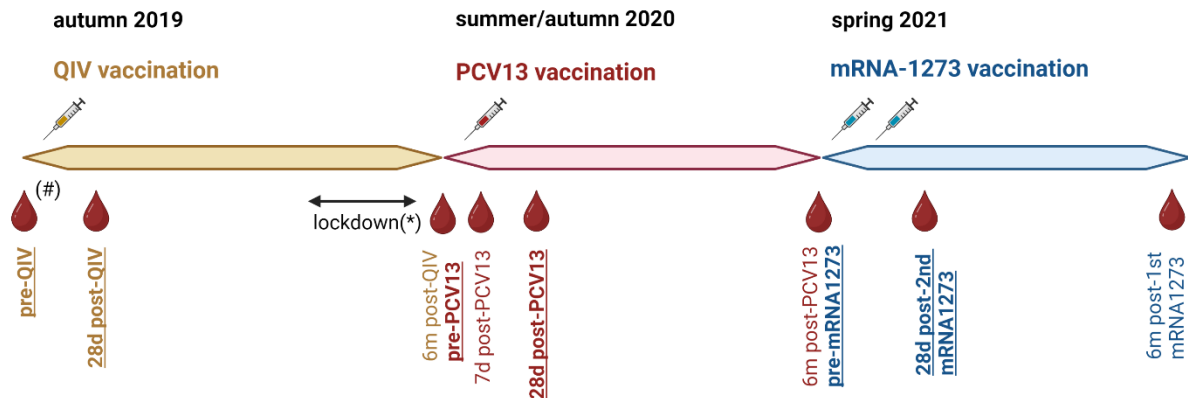 autumn 2019
summer/autumn 2020
spring 2021
QIV vaccination
PCV13 vaccination
mRNA-1273 vaccination
(#)
lockdown(*)
pre-QIV
28d post-QIV
6m post-QIV
pre-PCV13
7d post-PCV13
28d post-PCV13
6m post-PCV13
pre-mRNA1273
28d post-2nd
mRNA1273
6m post-1st
mRNA1273